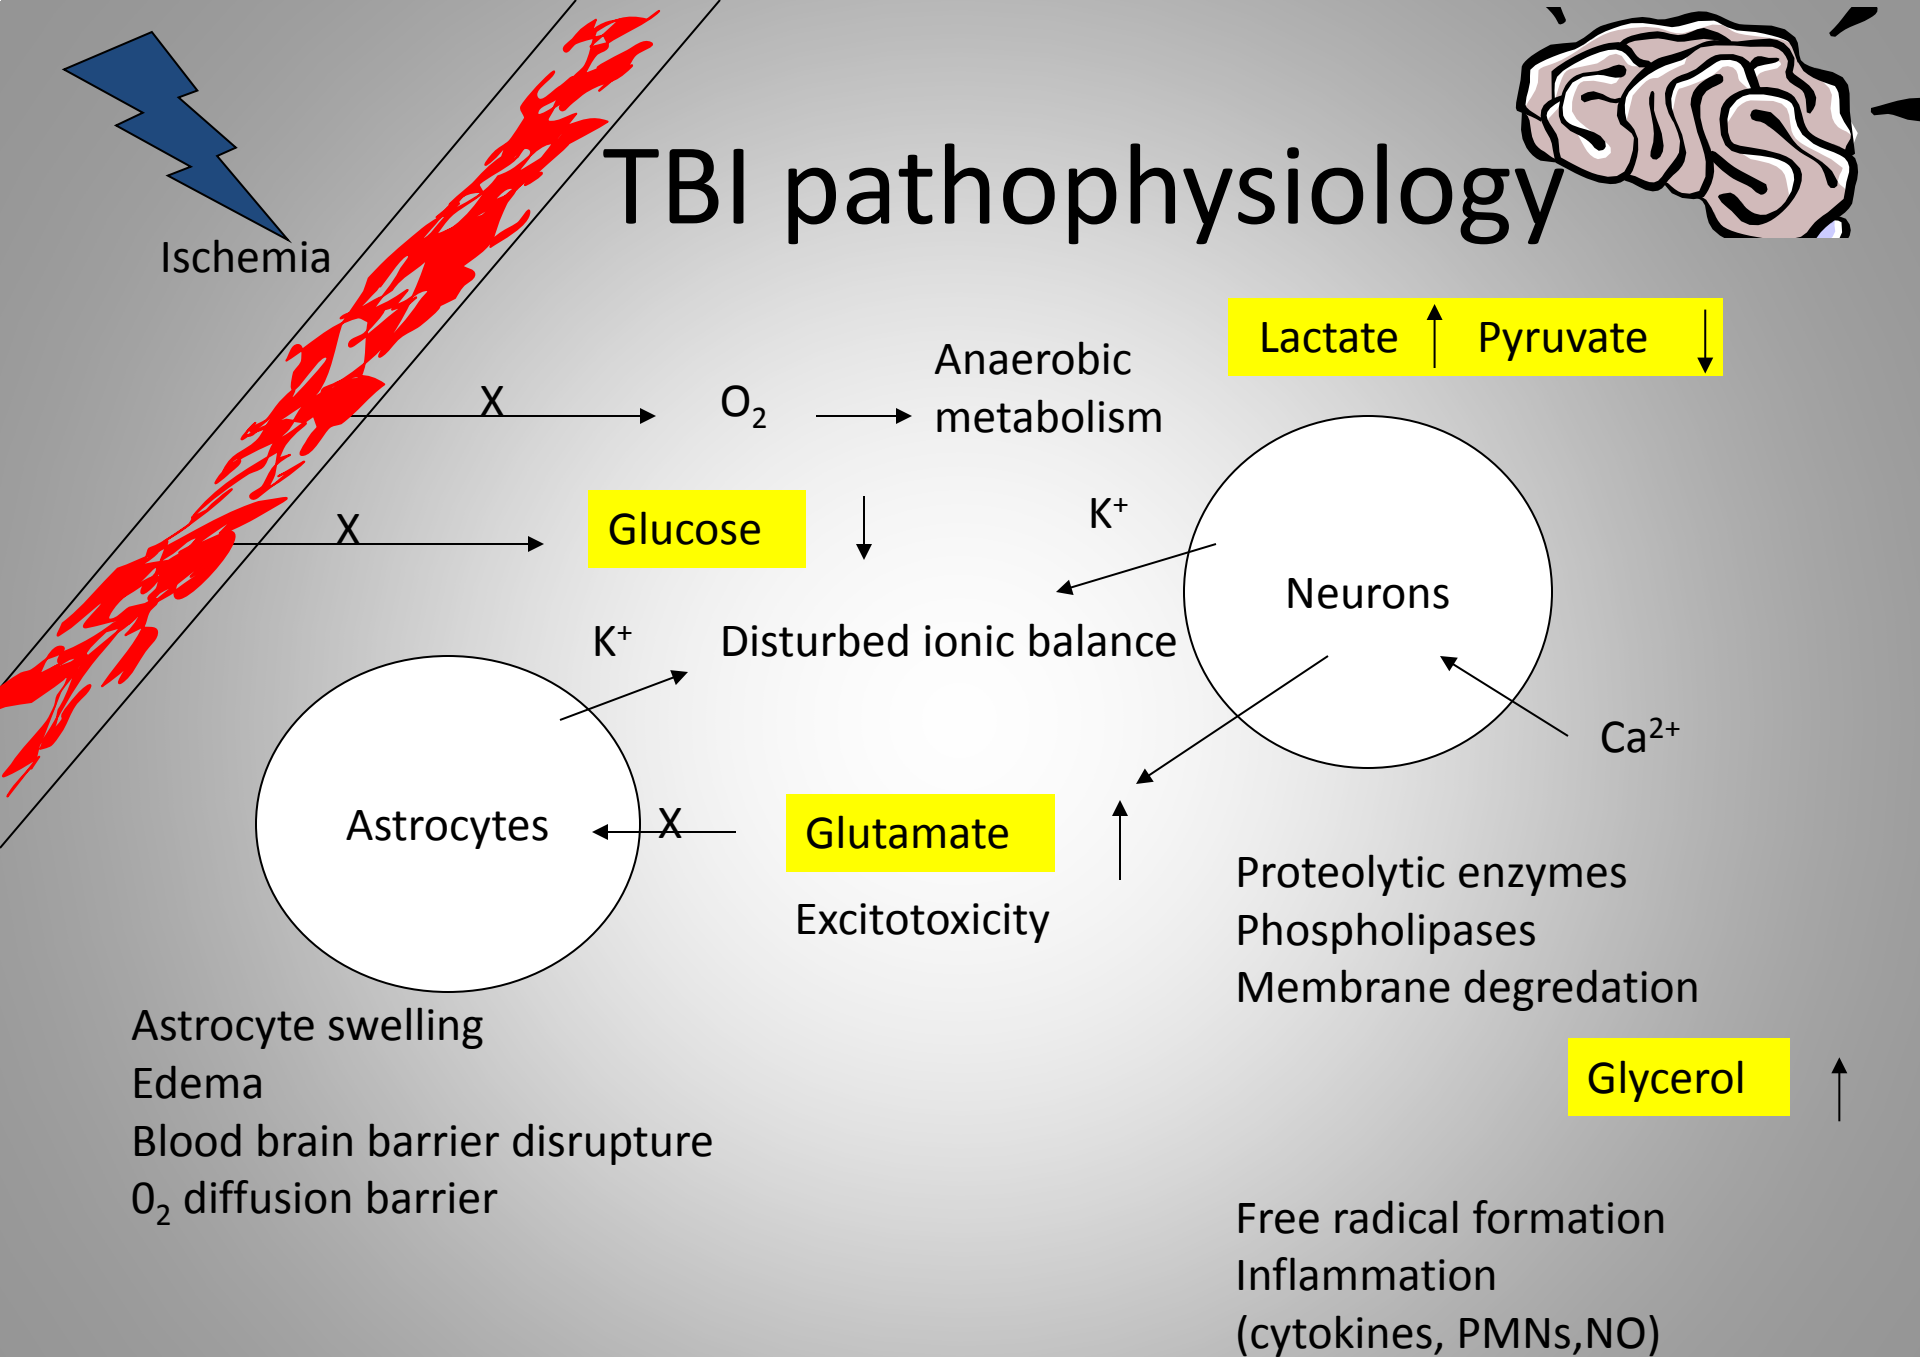 TBI pathophysiology
Ischemia
Lactate Pyruvate
Anaerobic
metabolism
X
O₂
Glucose
X
K⁺
Neurons
K⁺
Disturbed ionic balance
Ca²⁺
Astrocytes
X
Glutamate
Excitotoxicity
Proteolytic enzymes
Phospholipases
Membrane degredation
Astrocyte swelling
Edema
Blood brain barrier disrupture
0₂ diffusion barrier
Glycerol
Free radical formation
Inflammation
(cytokines, PMNs,NO)